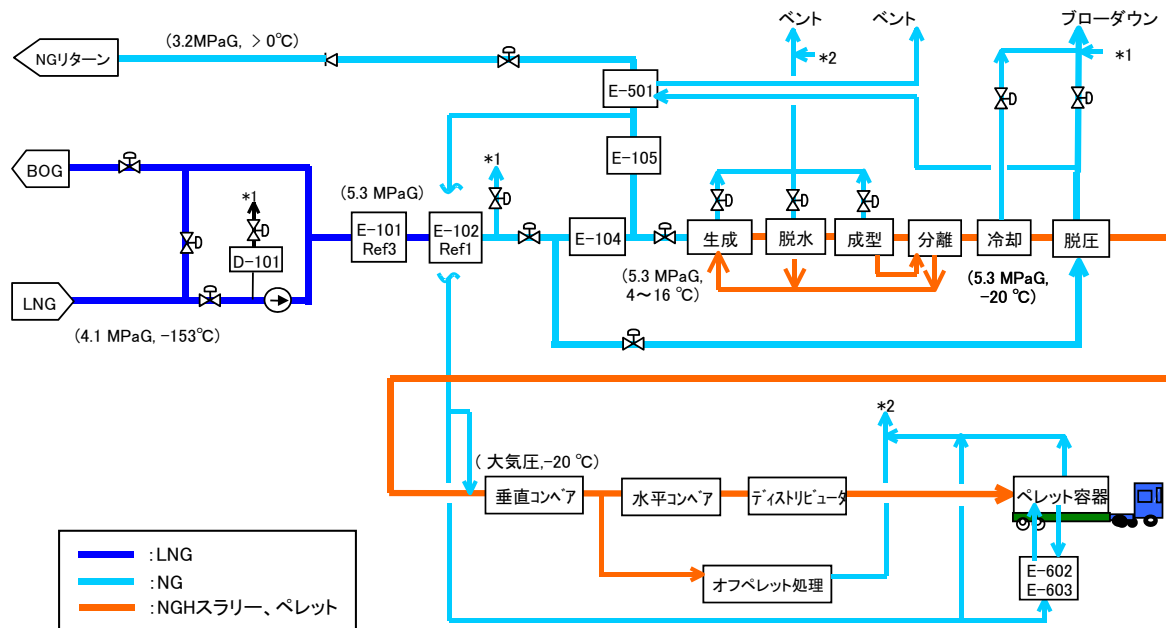 ベント
ベント
ブローダウン
(3.2MPaG, > 0℃)
NGリターン
*2
*1
E-501
BOG
*1
E-105
*1
(5.3 MPaG)
E-101
Ref3
E-102
Ref1
E-104
生成
脱水
成型
分離
冷却
脱圧
D-101
LNG
(5.3 MPaG,
4～16 ℃)
(5.3 MPaG,
-20 ℃)
(4.1 MPaG, -153℃)
*2
( 大気圧,-20 ℃)
垂直コンベア
水平コンベア
ディストリビュータ
ペレット容器
オフペレット処理
E-602
E-603
:LNG
:NG
:NGHスラリー、ペレット